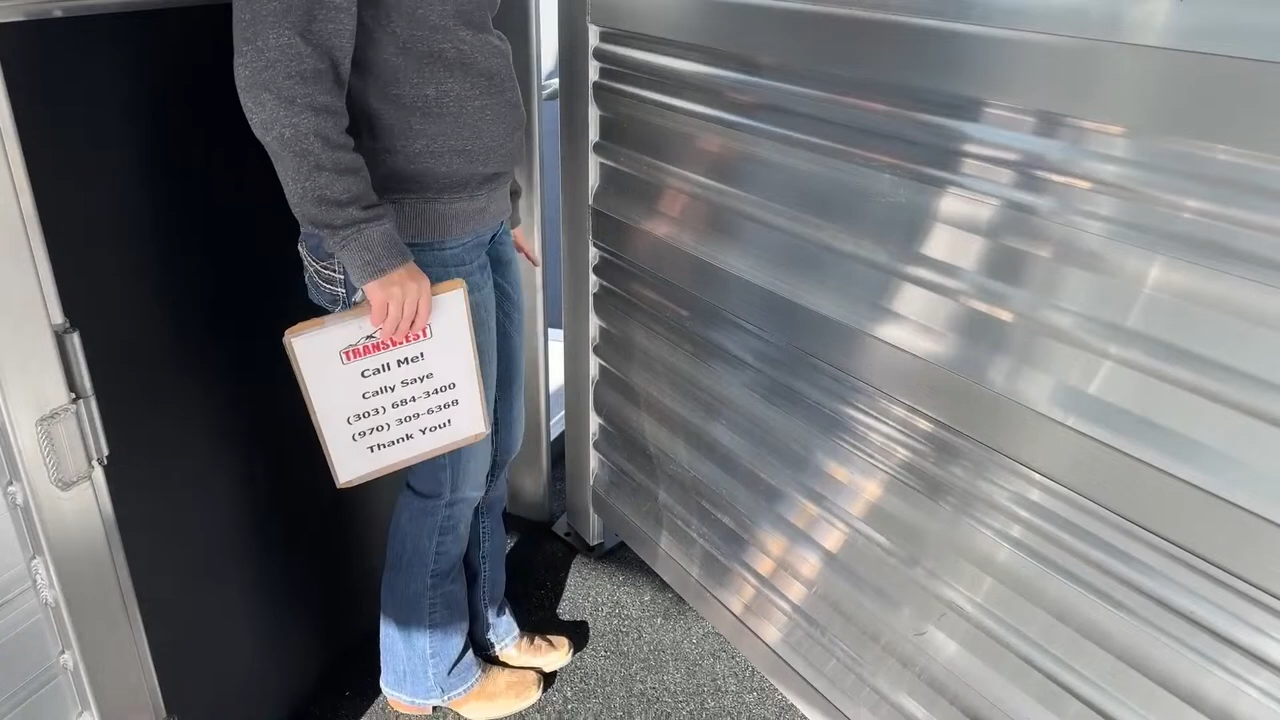 TRANSWEST
Call Me!
Cally Saye
(303) 684-3400
(970) 309-6368
Thank You!